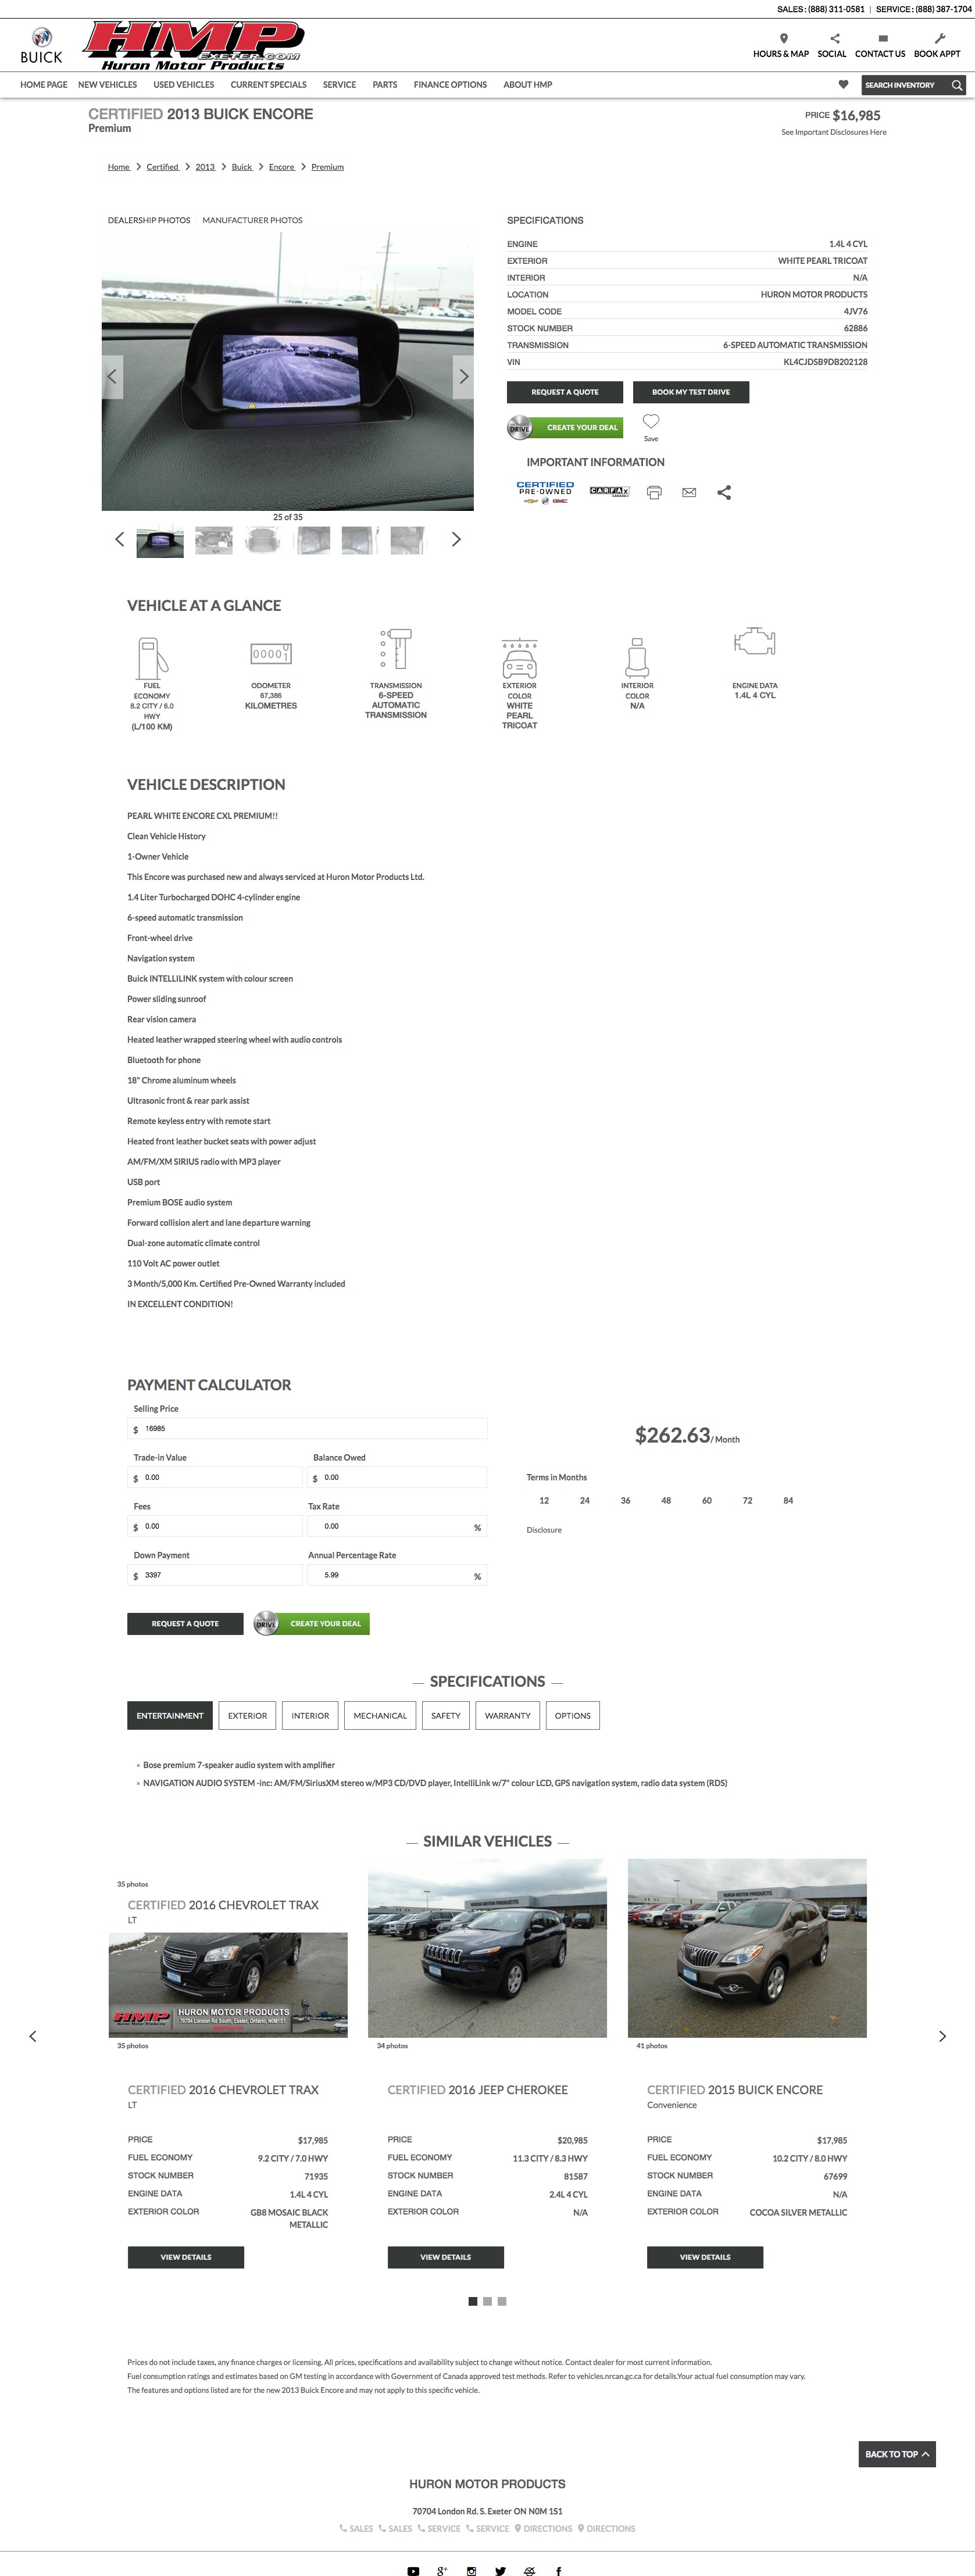 SALES : (888) 311-0581 | SERVICE : (888) 387-1704
BUICK
HMP
EXETER.COM
Huron Motor Products
HOURS & MAP SOCIAL CONTACT US BOOK APPT
HOME PAGE NEW VEHICLES USED VEHICLES CURRENT SPECIALS SERVICE PARTS FINANCE OPTIONS ABOUT HMP SEARCH INVENTORY
CERTIFIED 2013 BUICK ENCORE
Premium
PRICE $16,985
See Important Disclosures Here
Home > Certified > 2013 > Buick > Encore > Premium
DEALERSHIP PHOTOS MANUFACTURER PHOTOS
25 of 35
SPECIFICATIONS
ENGINE 1.4L 4 CYL
EXTERIOR WHITE PEARL TRICOAT
INTERIOR N/A
LOCATION HURON MOTOR PRODUCTS
MODEL CODE 4JV76
STOCK NUMBER 62886
TRANSMISSION 6-SPEED AUTOMATIC TRANSMISSION
VIN KL4CJDSB9DB202128
REQUEST A QUOTE BOOK MY TEST DRIVE
DRIVE CREATE YOUR DEAL
Save
IMPORTANT INFORMATION
CERTIFIED
PRE-OWNED
CARFAX
CANADA
VEHICLE AT A GLANCE
FUEL
ECONOMY
8.2 CITY / 6.0
HWY
(L/100 KM)
ODOMETER
67,386
KILOMETRES
TRANSMISSION
6-SPEED
AUTOMATIC
TRANSMISSION
EXTERIOR
COLOR
WHITE
PEARL
TRICOAT
INTERIOR
COLOR
N/A
ENGINE DATA
1.4L 4 CYL
VEHICLE DESCRIPTION
PEARL WHITE ENCORE CXL PREMIUM!!
Clean Vehicle History
1-Owner Vehicle
This Encore was purchased new and always serviced at Huron Motor Products Ltd.
1.4 Liter Turbocharged DOHC 4-cylinder engine
6-speed automatic transmission
Front-wheel drive
Navigation system
Buick INTELLILINK system with colour screen
Power sliding sunroof
Rear vision camera
Heated leather wrapped steering wheel with audio controls
Bluetooth for phone
18" Chrome aluminum wheels
Ultrasonic front & rear park assist
Remote keyless entry with remote start
Heated front leather bucket seats with power adjust
AM/FM/XM SIRIUS radio with MP3 player
USB port
Premium BOSE audio system
Forward collision alert and lane departure warning
Dual-zone automatic climate control
110 Volt AC power outlet
3 Month/5,000 Km. Certified Pre-Owned Warranty included
IN EXCELLENT CONDITION!
PAYMENT CALCULATOR
Selling Price
$ 16985
Trade-in Value Balance Owed
$ 0.00 $ 0.00
Fees Tax Rate
$ 0.00 0.00 %
Down Payment Annual Percentage Rate
$ 3397 5.99 %
$262.63 / Month
Terms in Months
12 24 36 48 60 72 84
Disclosure
REQUEST A QUOTE DRIVE CREATE YOUR DEAL
SPECIFICATIONS
ENTERTAINMENT EXTERIOR INTERIOR MECHANICAL SAFETY WARRANTY OPTIONS
Bose premium 7-speaker audio system with amplifier
NAVIGATION AUDIO SYSTEM -inc: AM/FM/SiriusXM stereo w/MP3 CD/DVD player, IntelliLink w/7" colour LCD, GPS navigation system, radio data system (RDS)
SIMILAR VEHICLES
35 photos
CERTIFIED 2016 CHEVROLET TRAX
LT
HMP HURON MOTOR PRODUCTS
70704 London Rd South, Exeter, Ontario, N0M1S1
HURON MOTOR PRODUCTS
HURON MOTOR PRODUCTS
35 photos 34 photos 41 photos
CERTIFIED 2016 CHEVROLET TRAX
LT
PRICE $17,985
FUEL ECONOMY 9.2 CITY / 7.0 HWY
STOCK NUMBER 71935
ENGINE DATA 1.4L 4 CYL
EXTERIOR COLOR GB8 MOSAIC BLACK
METALLIC
VIEW DETAILS
CERTIFIED 2016 JEEP CHEROKEE
PRICE $20,985
FUEL ECONOMY 11.3 CITY / 8.3 HWY
STOCK NUMBER 81587
ENGINE DATA 2.4L 4 CYL
EXTERIOR COLOR N/A
VIEW DETAILS
CERTIFIED 2015 BUICK ENCORE
Convenience
PRICE $17,985
FUEL ECONOMY 10.2 CITY / 8.0 HWY
STOCK NUMBER 67699
ENGINE DATA N/A
EXTERIOR COLOR COCOA SILVER METALLIC
VIEW DETAILS
Prices do not include taxes, any finance charges or licensing. All prices, specifications and availability subject to change without notice. Contact dealer for most current information.
Fuel consumption ratings and estimates based on GM testing in accordance with Government of Canada approved test methods. Refer to vehicles.nrcan.gc.ca for details.Your actual fuel consumption may vary.
The features and options listed are for the new 2013 Buick Encore and may not apply to this specific vehicle.
BACK TO TOP
HURON MOTOR PRODUCTS
70704 London Rd. S. Exeter ON N0M 1S1
SALES SALES SERVICE SERVICE DIRECTIONS DIRECTIONS